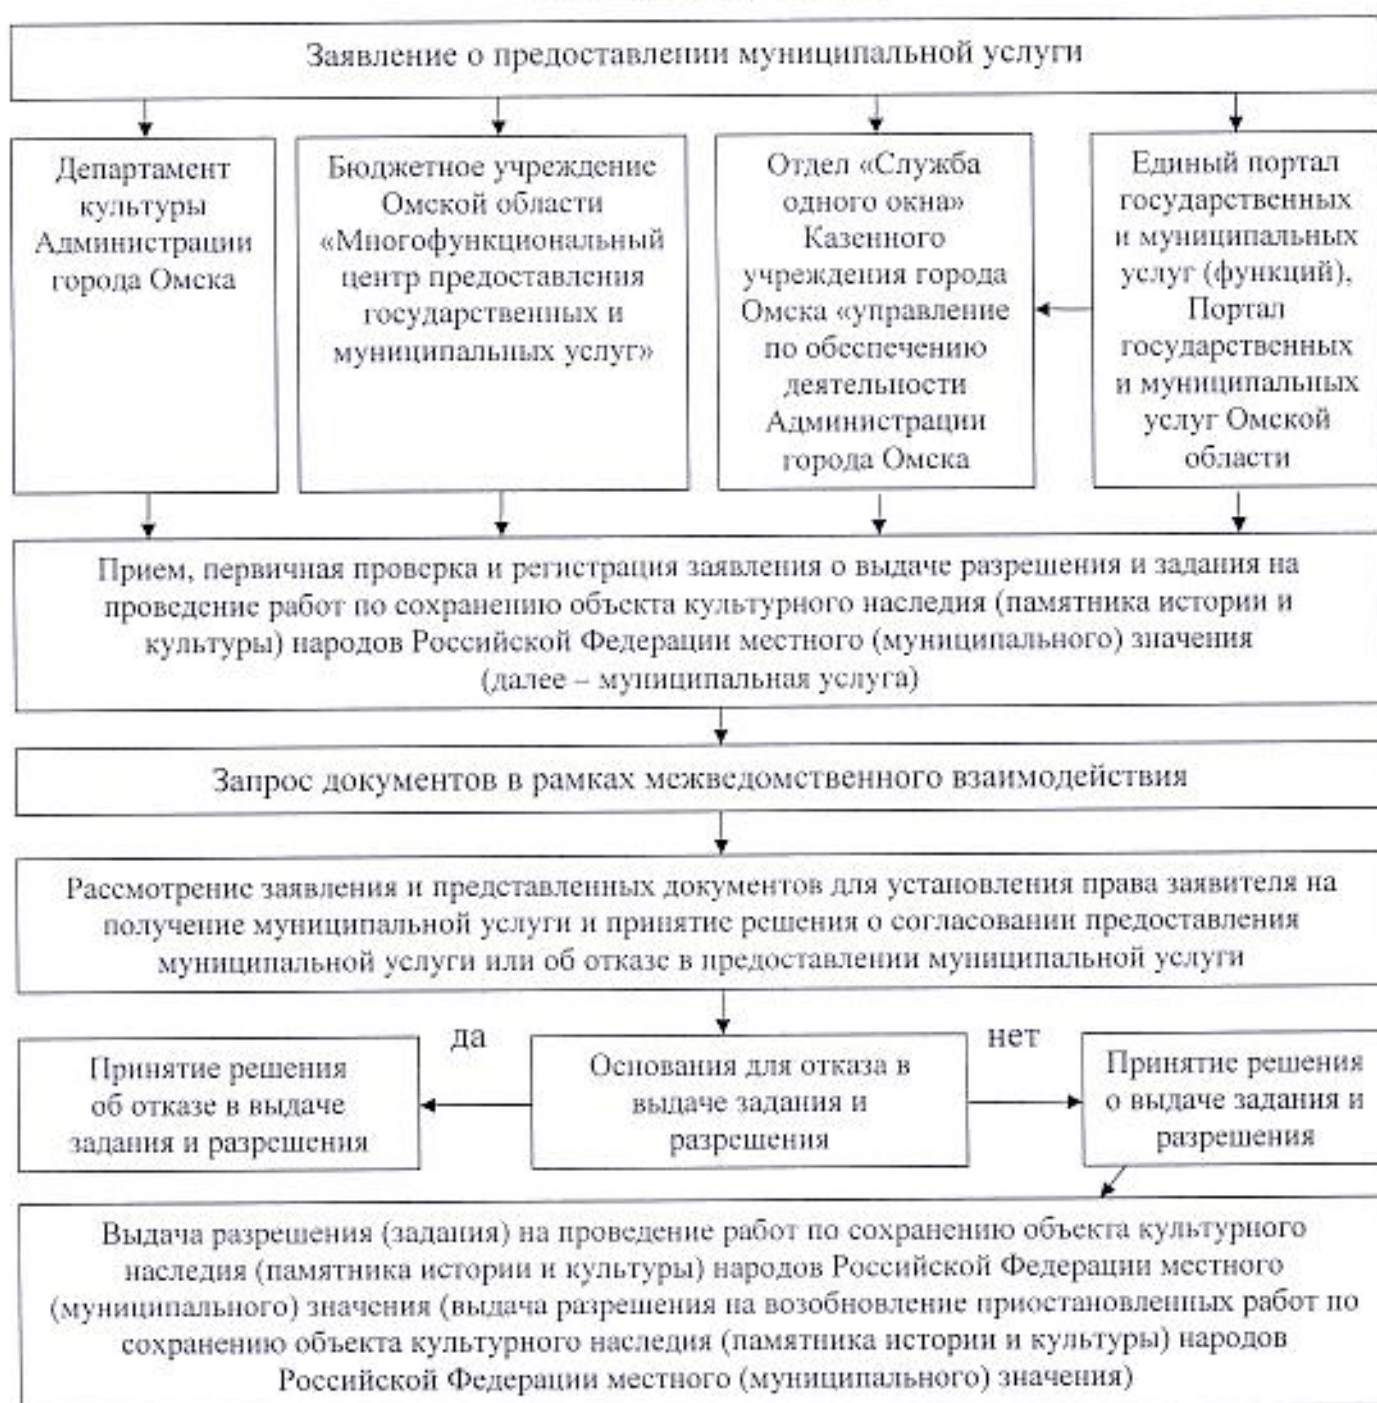 Заявление о предоставлении муниципальной услуги
Департамент
культуры
Администрации
города Омска
Бюджетное учреждение
Омской области
«Многофункциональный
центр предоставления
государственных и
муниципальных услуг»
Отдел «Служба
одного окна»
Казенного
учреждения города
Омска «управление
по обеспечению
деятельности
Администрации
города Омска
Единый портал
государственных
и муниципальных
услуг (функций),
Портал
государственных
и муниципальных
услуг Омской
области
Прием, первичная проверка и регистрация заявления о выдаче разрешения и задания на
проведение работ по сохранению объекта культурного наследия (памятника истории и
культуры) народов Российской Федерации местного (муниципального) значения
(далее – муниципальная услуга)
Запрос документов в рамках межведомственного взаимодействия
Рассмотрение заявления и представленных документов для установления права заявителя на
получение муниципальной услуги и принятие решения о согласовании предоставления
муниципальной услуги или об отказе в предоставлении муниципальной услуги
да
нет
Принятие решения
об отказе в выдаче
задания и разрешения
Основания для отказа в
выдаче задания и
разрешения
Принятие решения
о выдаче задания и
разрешения
Выдача разрешения (задания) на проведение работ по сохранению объекта культурного
наследия (памятника истории и культуры) народов Российской Федерации местного
(муниципального) значения (выдача разрешения на возобновление приостановленных работ по
сохранению объекта культурного наследия (памятника истории и культуры) народов
Российской Федерации местного (муниципального) значения)